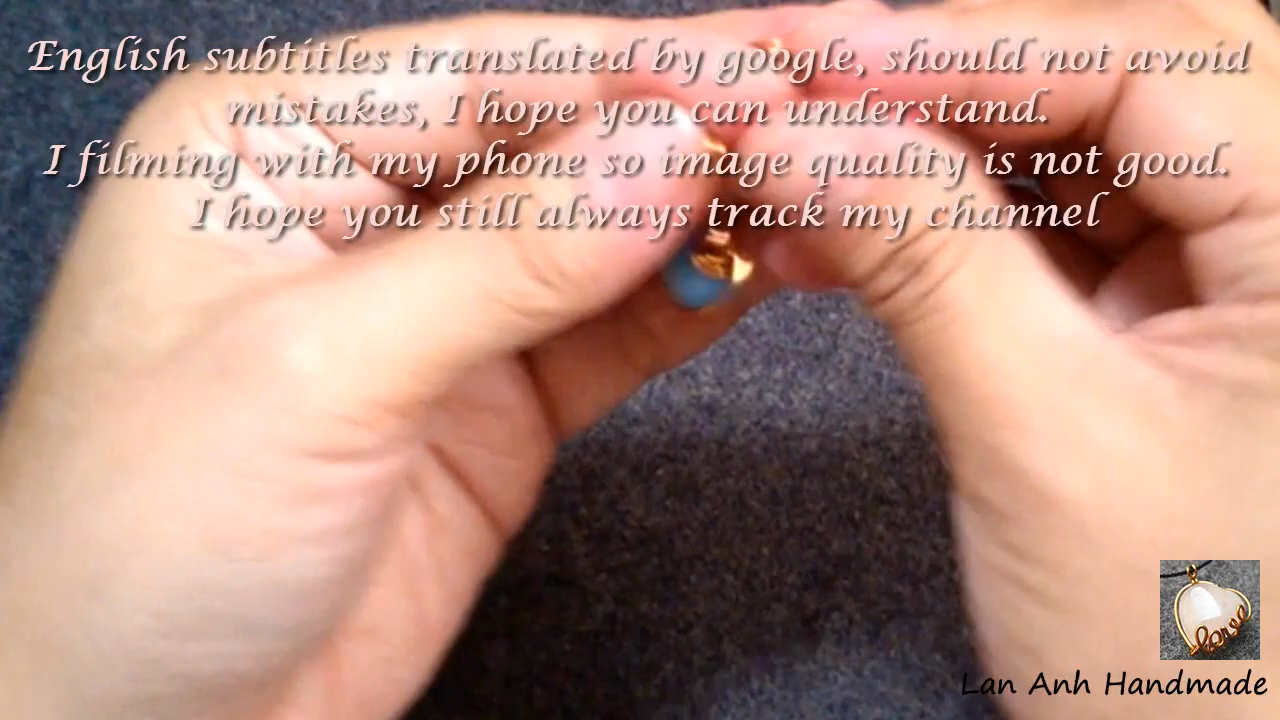 English subtitles translated by google, should not avoid
mistakes, I hope you can understand.
I filming with my phone so image quality is not good.
I hope you still always track my channel
love
Lan Anh Handmade